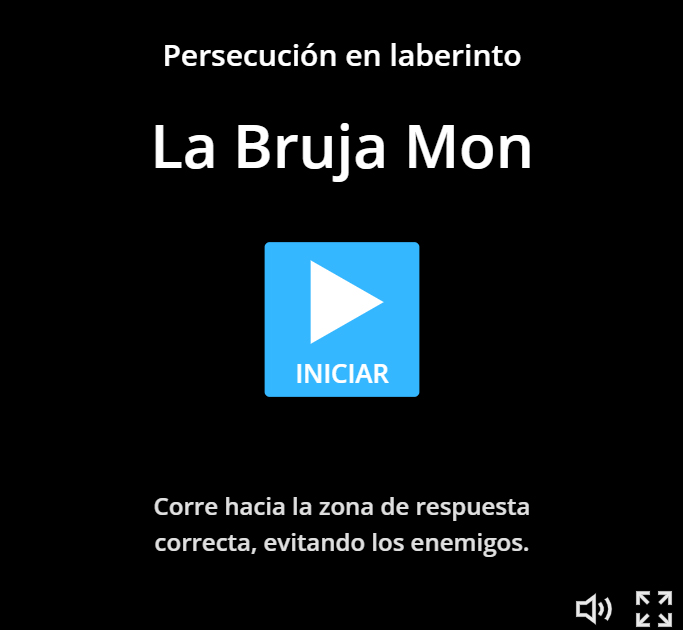 Persecución en laberinto
La Bruja Mon
INICIAR
Corre hacia la zona de respuesta
correcta, evitando los enemigos.